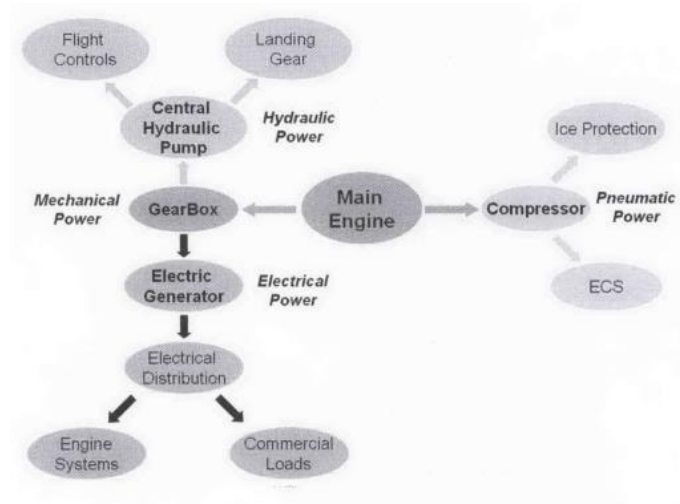 Flight
Controls
Landing
Gear
Central
Hydraulic
Pump
Hydraulic
Power
Ice Protection
Mechanical
Power
GearBox
Main
Engine
Compressor
Pneumatic
Power
Electric
Generator
Electrical
Power
ECS
Electrical
Distribution
Engine
Systems
Commercial
Loads